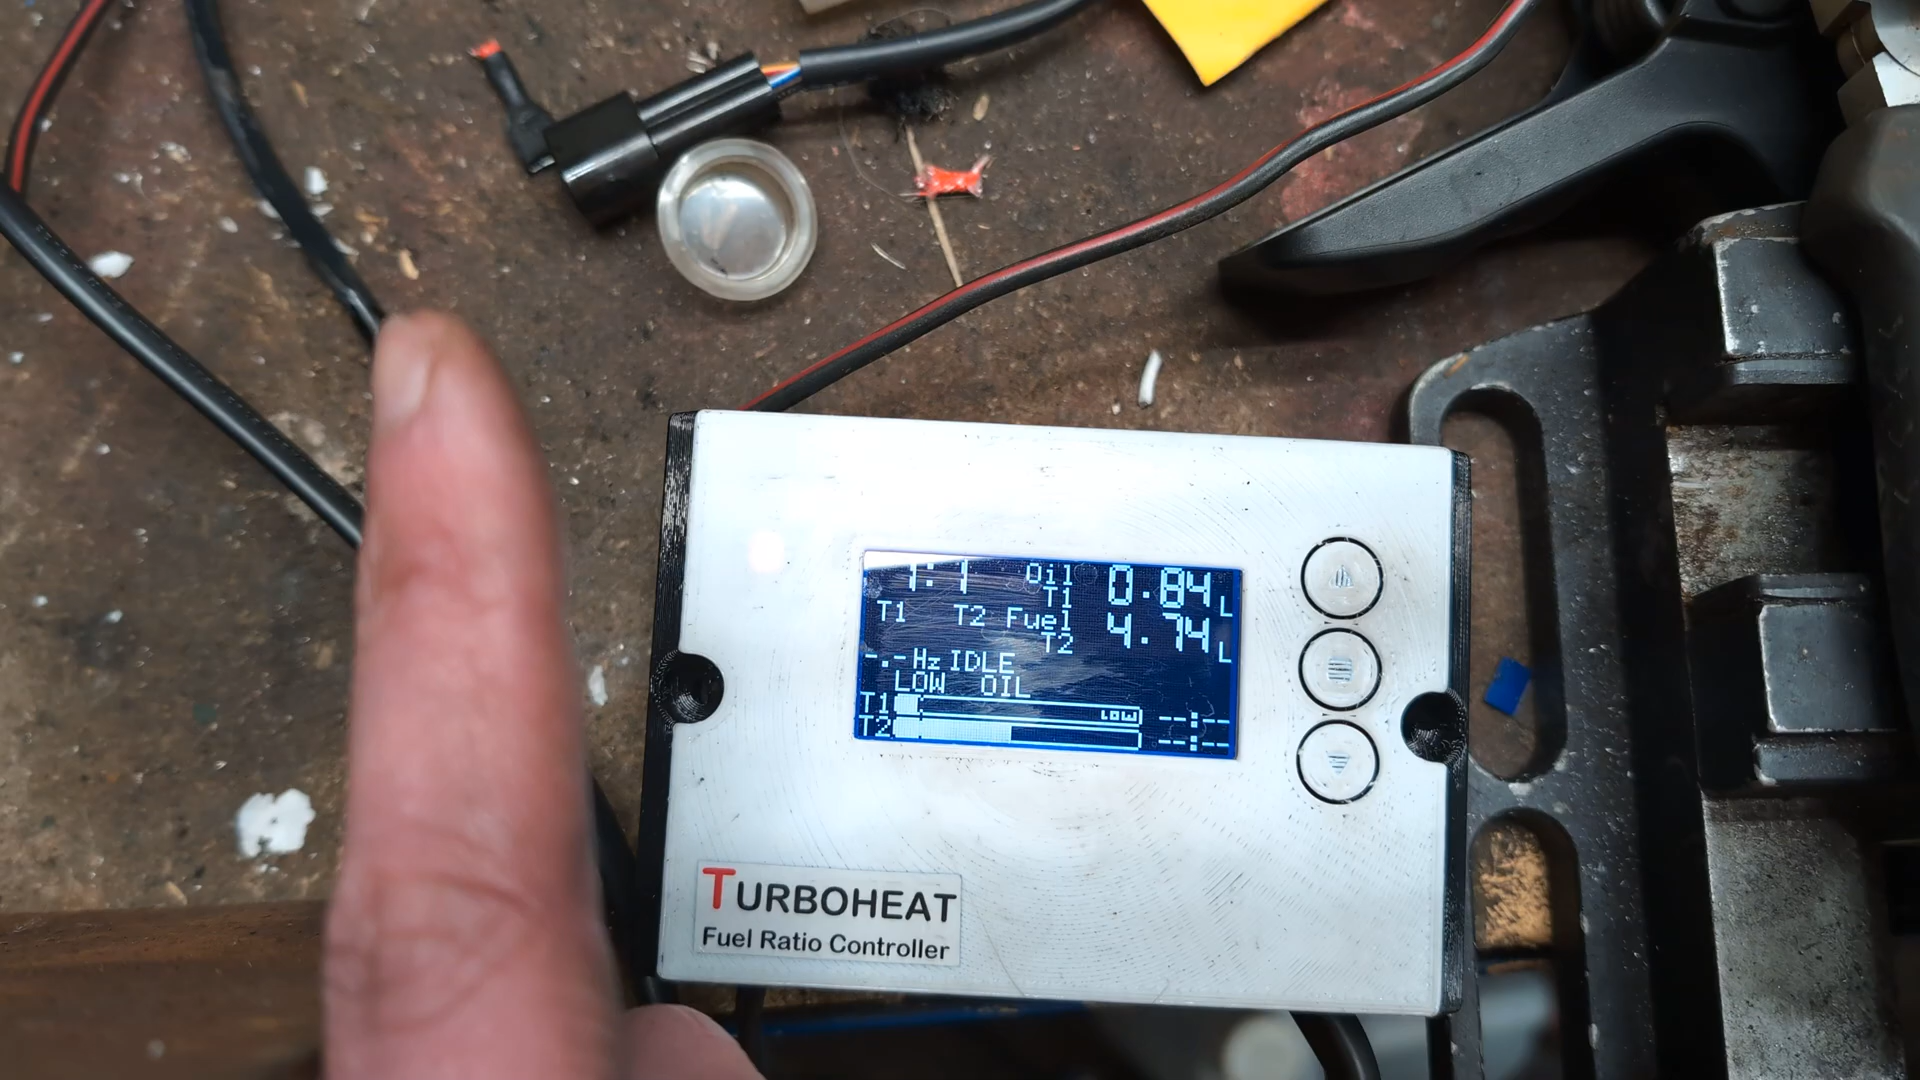 1:1 Oil 0.84 L
T1
T1 T2 Fuel 4.74 L
T2
-.-Hz IDLE
LOW OIL
T1 LOW --:--
T2 --:--
TURBOHEAT
Fuel Ratio Controller